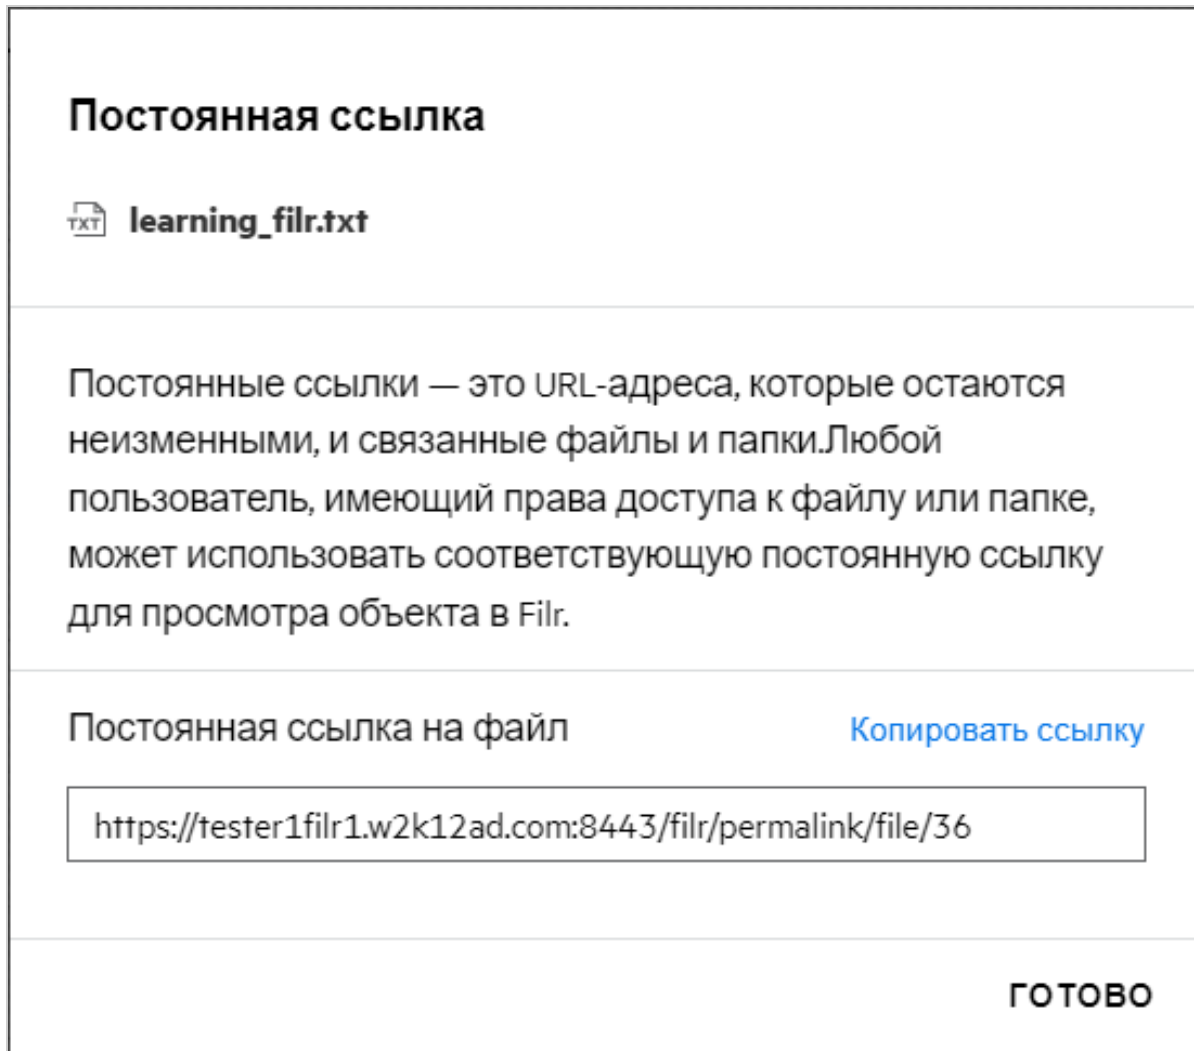 Постоянная ссылка
TXT learning_filr.txt
Постоянные ссылки — это URL-адреса, которые остаются
неизменными, и связанные файлы и папки.Любой
пользователь, имеющий права доступа к файлу или папке,
может использовать соответствующую постоянную ссылку
для просмотра объекта в Filr.
Постоянная ссылка на файл Копировать ссылку
https://tester1filr1.w2k12ad.com:8443/filr/permalink/file/36
ГОТОВО